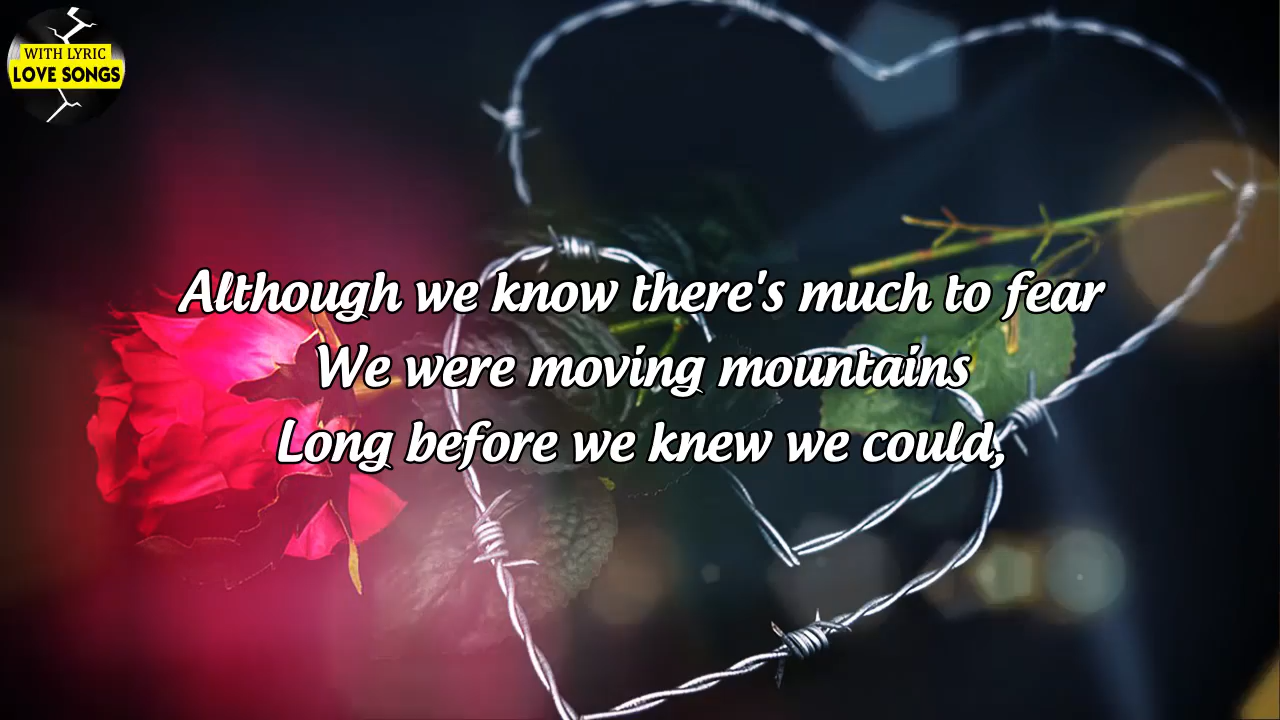 WITH LYRIC
LOVE SONGS
Although we know there's much to fear
We were moving mountains
Long before we knew we could,